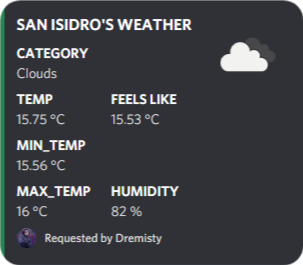 SAN ISIDRO'S WEATHER
CATEGORY
Clouds
TEMP FEELS LIKE
15.75 °C 15.53 °C
MIN_TEMP
15.56 °C
MAX_TEMP HUMIDITY
16 °C 82 %
Requested by Dremisty